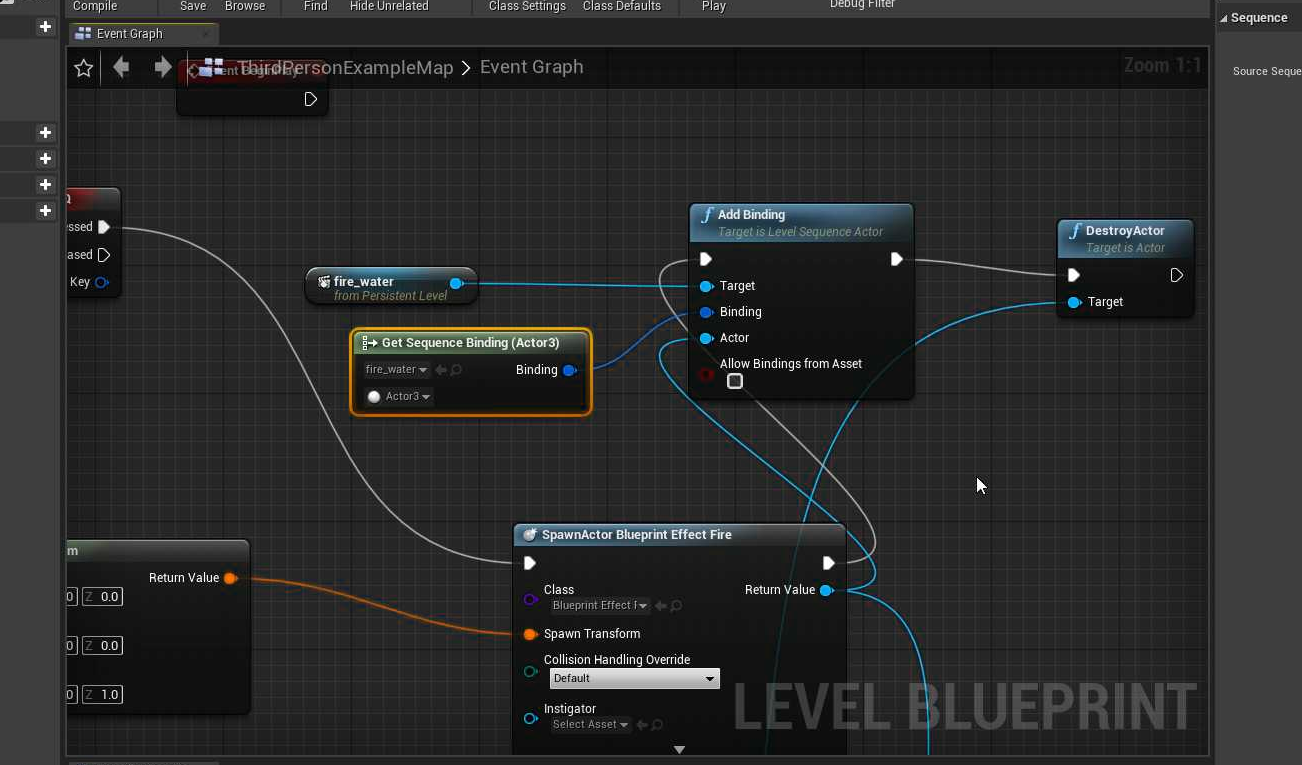 Compile Save Browse Find Hide Unrelated Class Settings Class Defaults Play Debug Filter
Event Graph
Sequence
ThirdPersonExampleMap > Event Graph
Zoom 1:1
Source Seque
ssed
ased
Key
fire_water
from Persistent Level
Get Sequence Binding (Actor3)
fire_water
Binding
Actor3
Add Binding
Target is Level Sequence Actor
Target
Binding
Actor
Allow Bindings from Asset
DestroyActor
Target is Actor
Target
m
Return Value
0 Z 0.0
0 Z 0.0
0 Z 1.0
SpawnActor Blueprint Effect Fire
Class
Blueprint Effect F
Return Value
Spawn Transform
Collision Handling Override
Default
Instigator
Select Asset
LEVEL BLUEPRINT